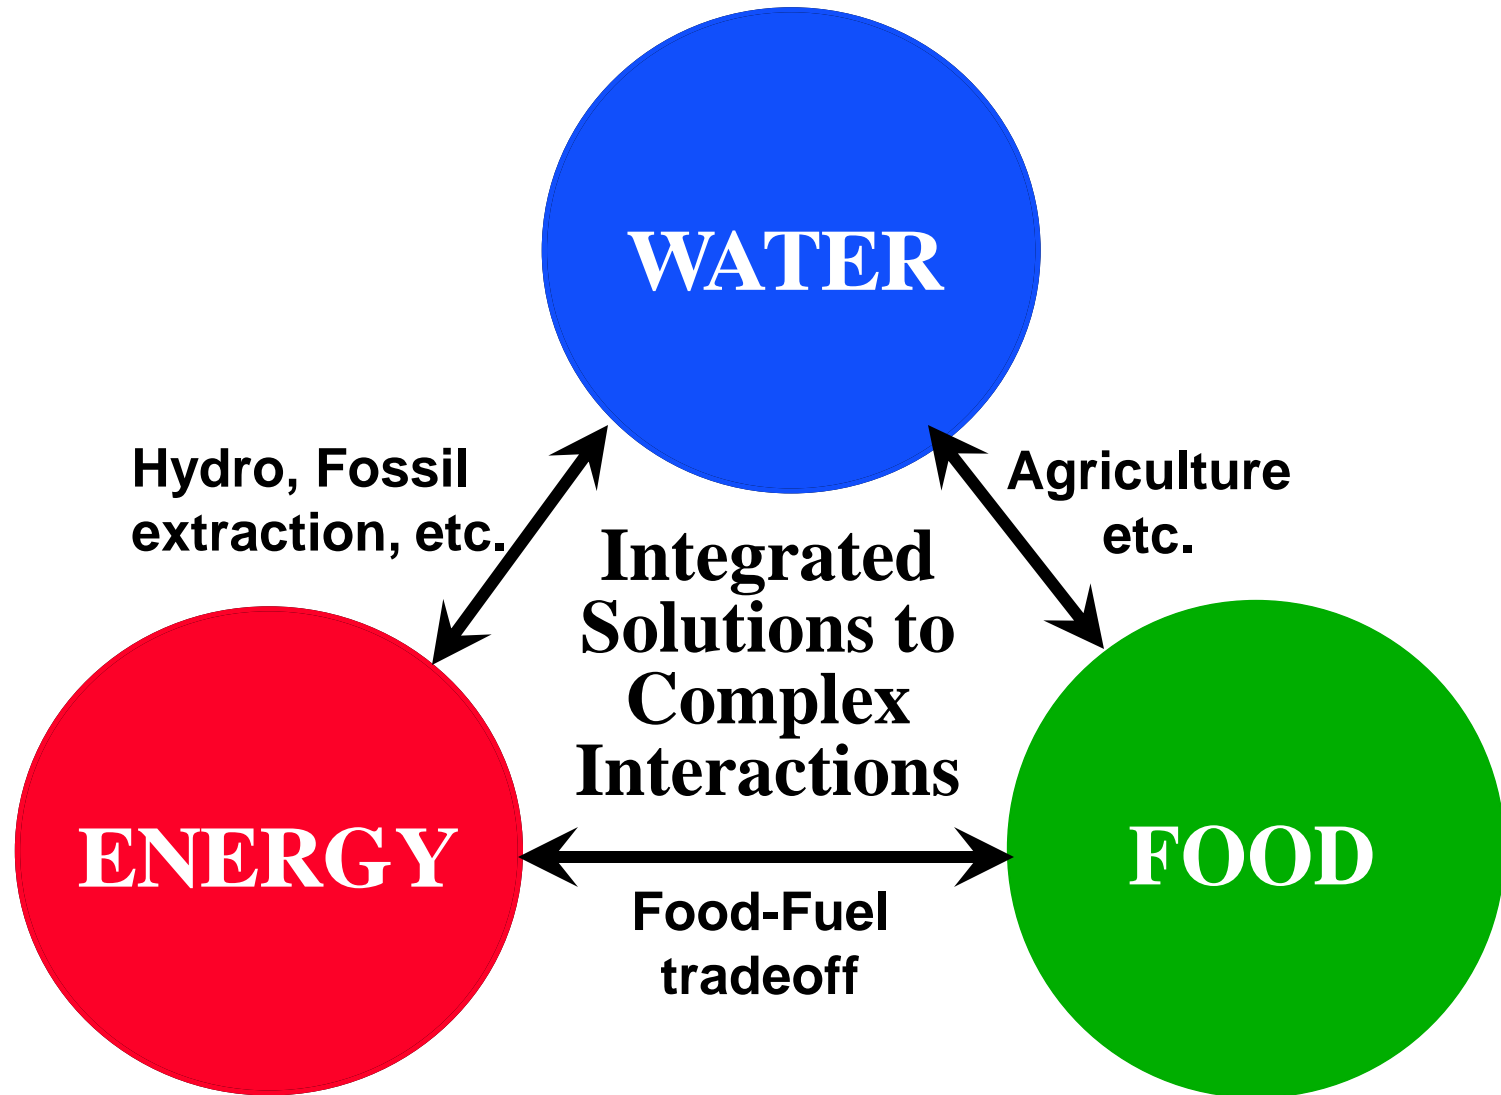 WATER
Hydro, Fossil
extraction, etc.
Agriculture
etc.
Integrated
Solutions to
Complex
Interactions
ENERGY
FOOD
Food-Fuel
tradeoff